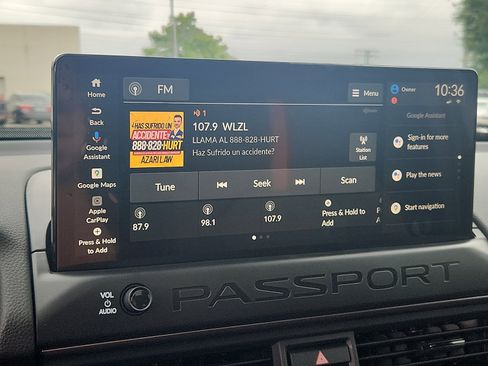 Home
Back
Google
Assistant
Google Maps
Apple
CarPlay
Press & Hold
to Add
FM
Menu
1
107.9 WLZL
LLAMA AL 888-828-HURT
Haz Sufrido un accidente?
¿HAS SUFRIDO UN
ACCIDENTE?
888-828-HURT
AZARI LAW
Station
List
Tune
Seek
Scan
87.9
98.1
107.9
Press & Hold
to Add
Owner
10:36
Google Assistant
Sign-in for more
features
Play the news
Start navigation
VOL
AUDIO
PASSPORT